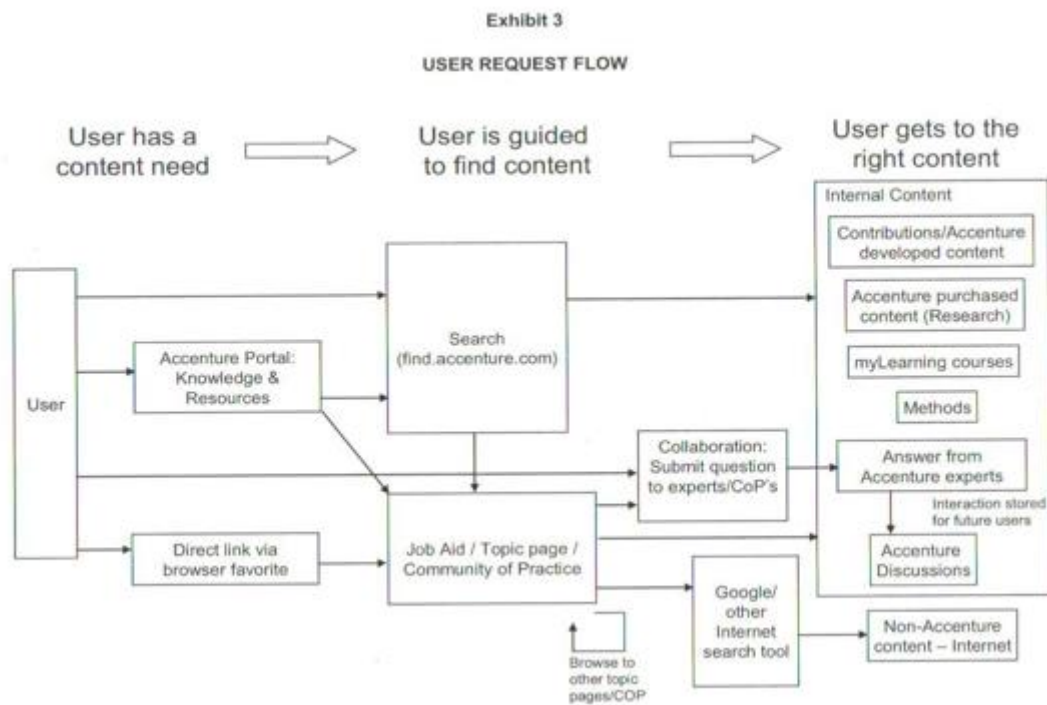 Exhibit 3
USER REQUEST FLOW
User has a
content need
User is guided
to find content
User gets to the
right content
Internal Content
Contributions/Accenture
developed content
Accenture purchased
content (Research)
myLearning courses
Methods
Answer from
Accenture experts
Interaction stored
for future users
Accenture
Discussions
User
Accenture Portal:
Knowledge &
Resources
Search
(find.accenture.com)
Collaboration:
Submit question
to experts/CoP's
Direct link via
browser favorite
Job Aid / Topic page /
Community of Practice
Google/
other
Internet
search tool
Non-Accenture
content – Internet
Browse to
other topic
pages/COP